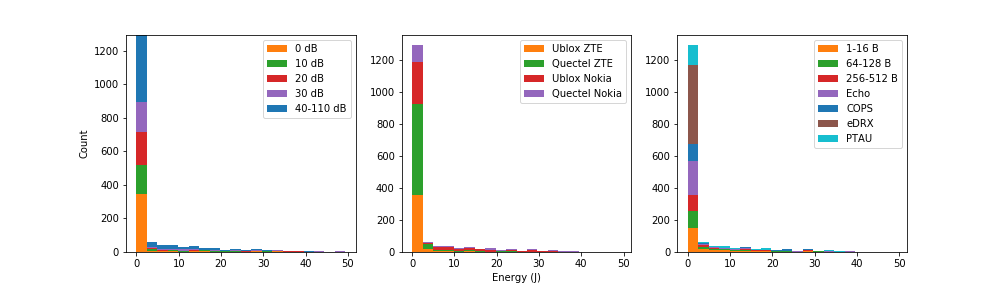 Count
1200
1000
800
600
400
200
0
0 10 20 30 40 50
0 dB
10 dB
20 dB
30 dB
40-110 dB
1200
1000
800
600
400
200
0
0 10 20 30 40 50
Energy (J)
Ublox ZTE
Quectel ZTE
Ublox Nokia
Quectel Nokia
1200
1000
800
600
400
200
0
0 10 20 30 40 50
1-16 B
64-128 B
256-512 B
Echo
COPS
eDRX
PTAU